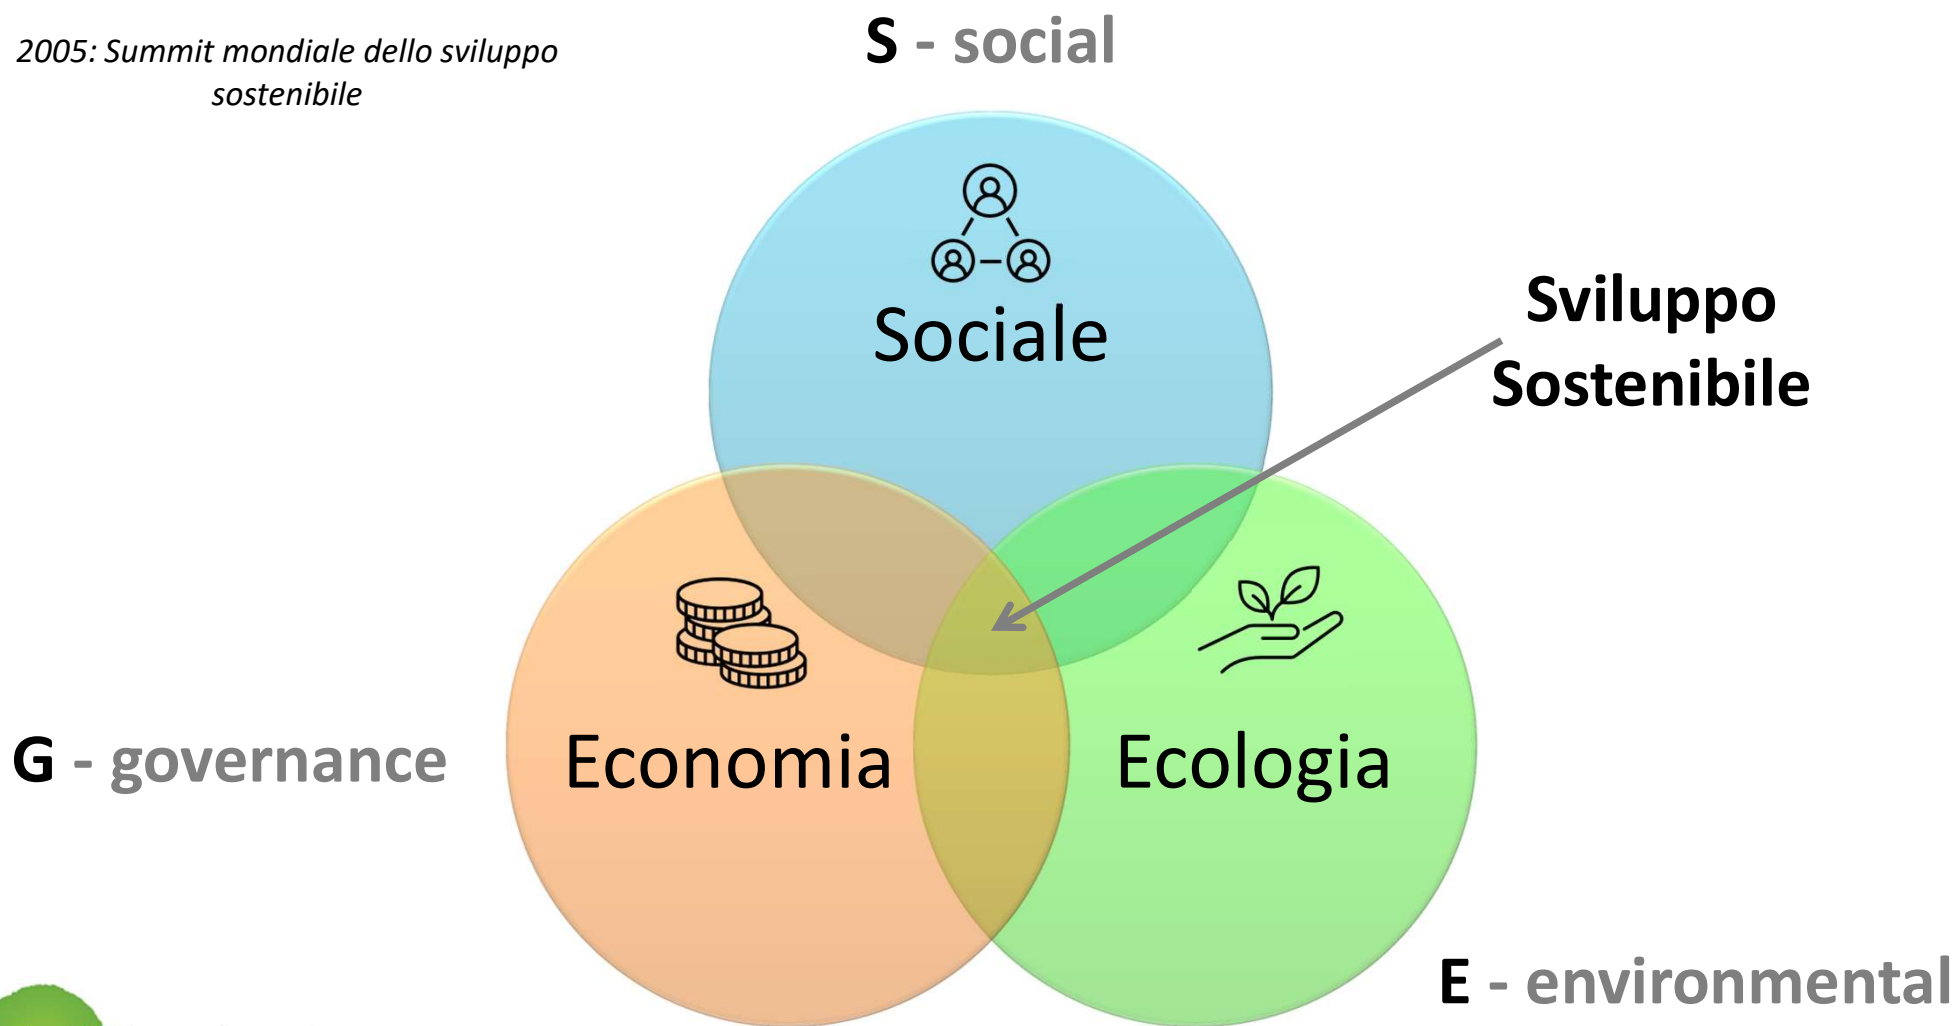 2005: Summit mondiale dello sviluppo
sostenibile
S - social
Sociale
Sviluppo
Sostenibile
G - governance
Economia
Ecologia
E - environmental